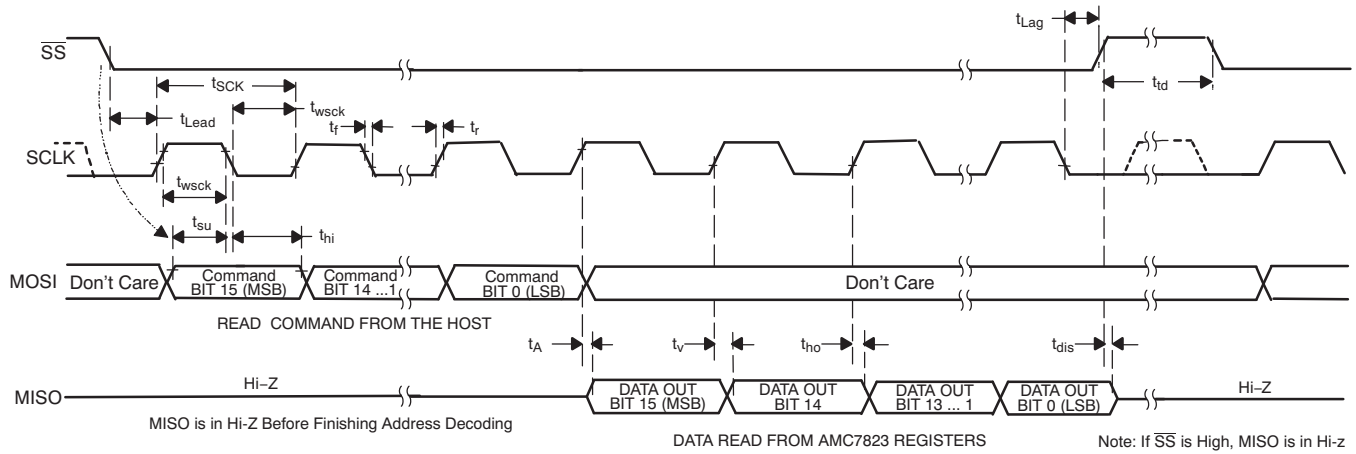 t_Lag
SS
t_td
t_SCK
t_wsck
t_Lead
t_f
t_r
SCLK
t_wsck
t_su
t_hi
MOSI Don't Care Command BIT 15 (MSB) Command BIT 14 ...1 Command BIT 0 (LSB) Don't Care
READ COMMAND FROM THE HOST
t_A
t_v
t_ho
t_dis
MISO Hi–Z DATA OUT BIT 15 (MSB) DATA OUT BIT 14 DATA OUT BIT 13 ... 1 DATA OUT BIT 0 (LSB) Hi–Z
MISO is in Hi-Z Before Finishing Address Decoding
DATA READ FROM AMC7823 REGISTERS
Note: If SS is High, MISO is in Hi-z